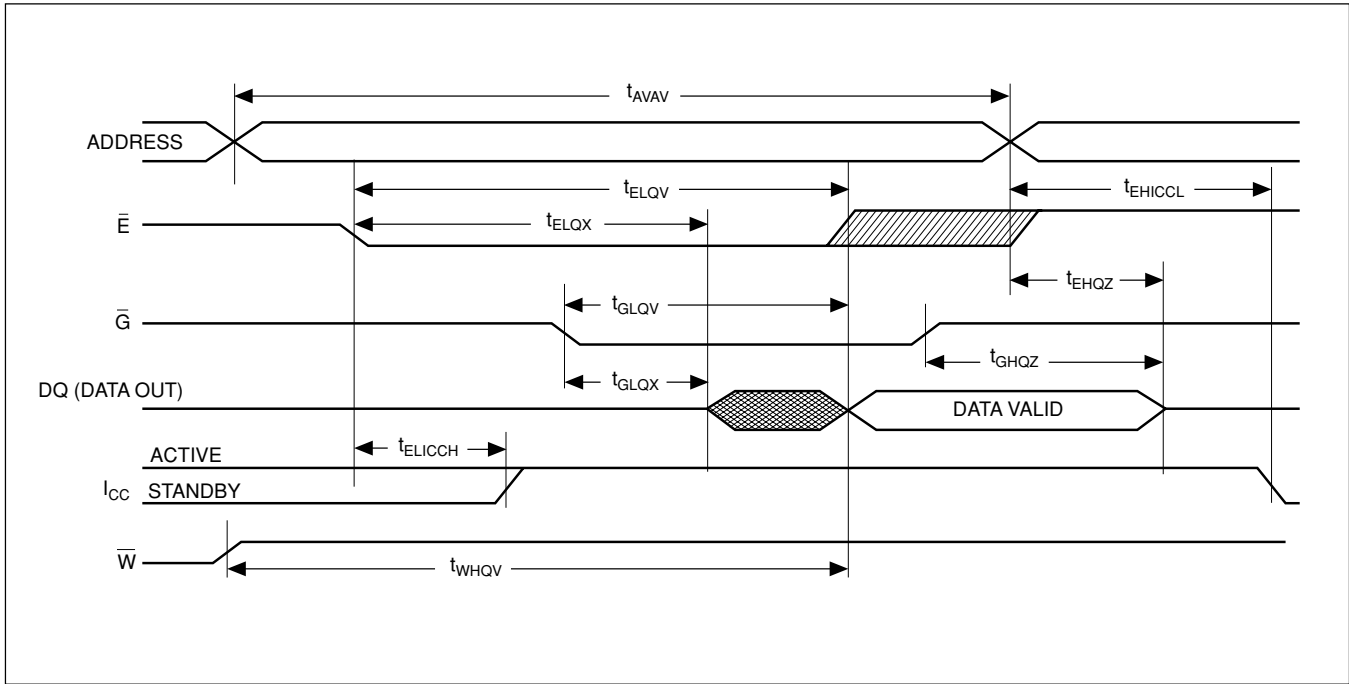 tAVAV
ADDRESS
tELQV
tEHICCL
E̅
tELQX
tEHQZ
tGLQV
G̅
tGHQZ
tGLQX
DQ (DATA OUT)
DATA VALID
tELICCH
ACTIVE
ICC STANDBY
W̅
tWHQV